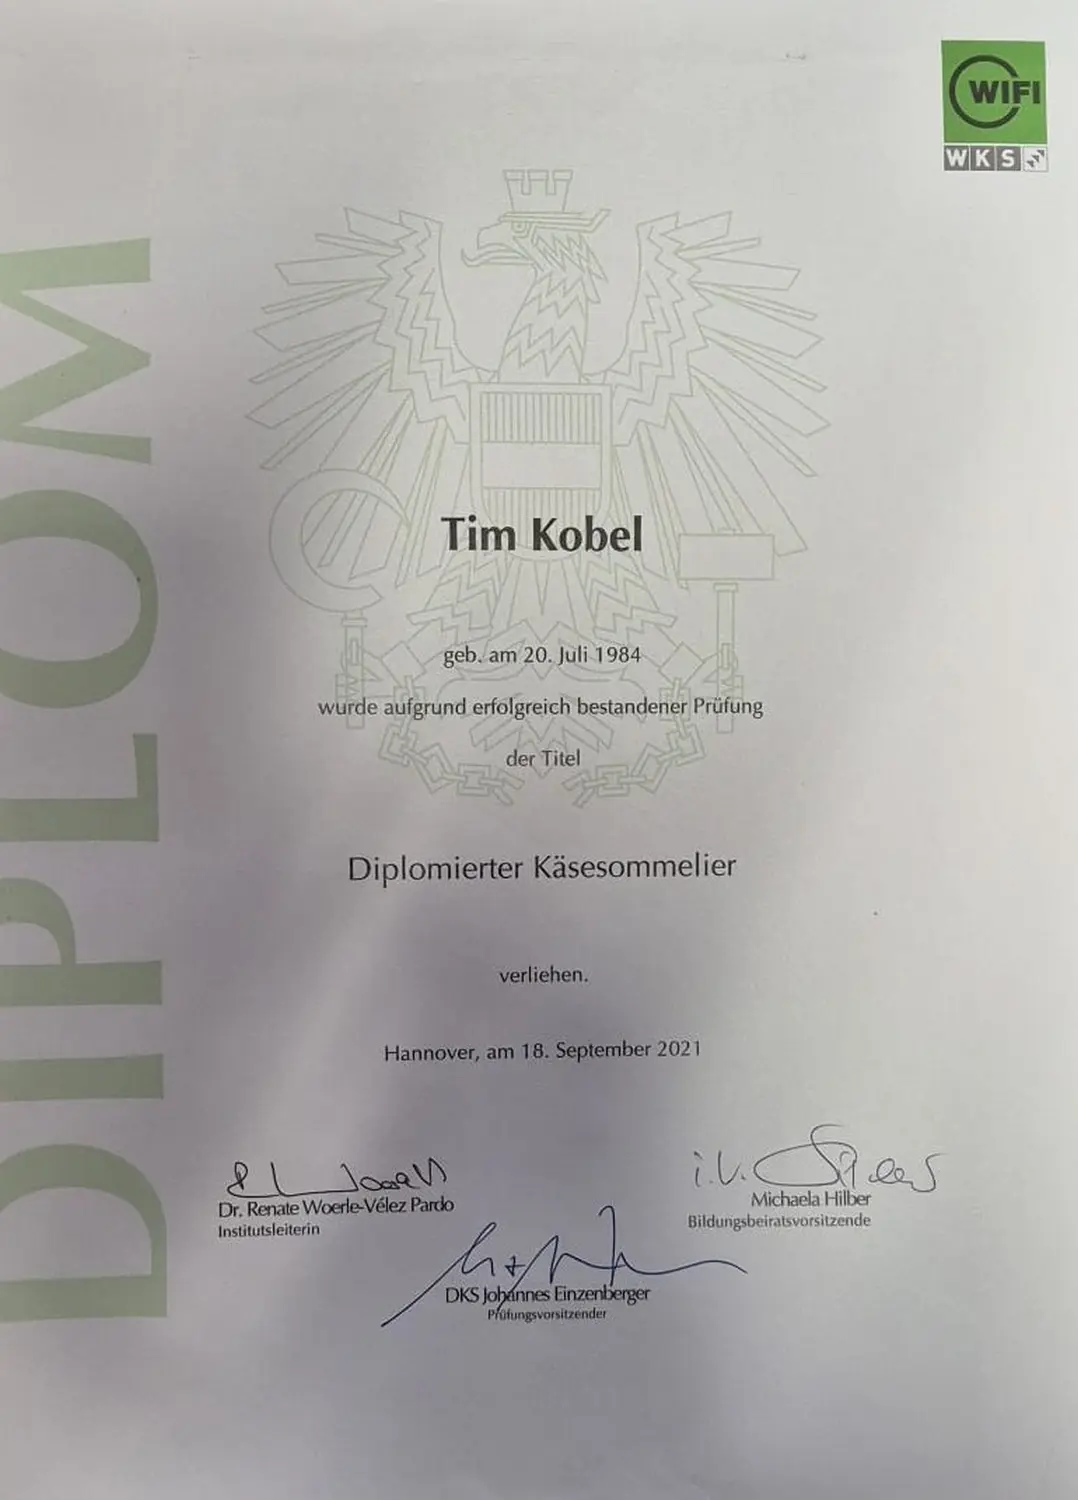 WIFI
WKS
DIPLOM
Tim Kobel
geb. am 20. Juli 1984
wurde aufgrund erfolgreich bestandener Prüfung
der Titel
Diplomierter Käsesommelier
verliehen.
Hannover, am 18. September 2021
i.V.
Dr. Renate Woerle-Vélez Pardo
Institutsleiterin
Michaela Hilber
Bildungsbeiratsvorsitzende
DKS Johannes Einzenberger
Prüfungsvorsitzender